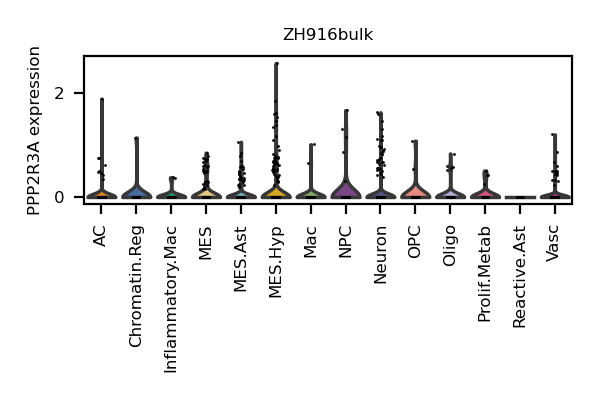 ZH916bulk
PPP2R3A expression
2
0
AC
Chromatin.Reg
Inflammatory.Mac
MES
MES.Ast
MES.Hyp
Mac
NPC
Neuron
OPC
Oligo
Prolif.Metab
Reactive.Ast
Vasc